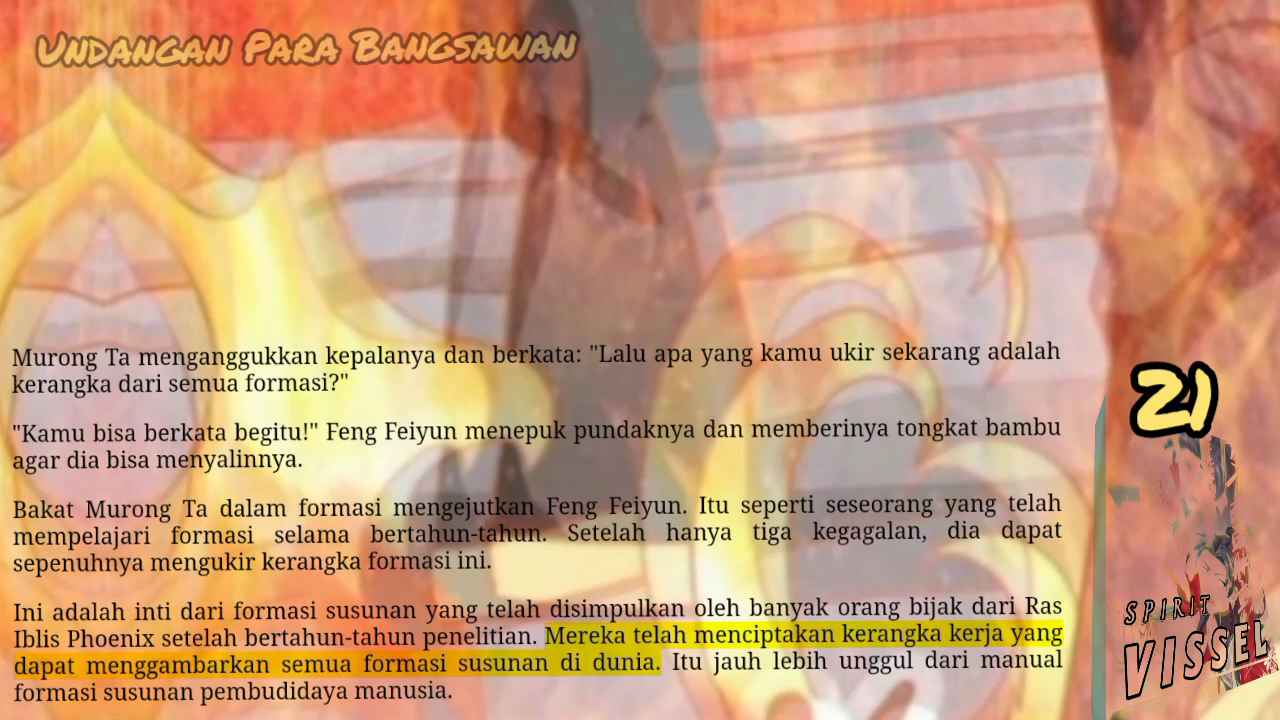 Undangan Para Bangsawan
Murong Ta menganggukkan kepalanya dan berkata: "Lalu apa yang kamu ukir sekarang adalah
kerangka dari semua formasi?"
"Kamu bisa berkata begitu!" Feng Feiyun menepuk pundaknya dan memberinya tongkat bambu
agar dia bisa menyalinnya.
Bakat Murong Ta dalam formasi mengejutkan Feng Feiyun. Itu seperti seseorang yang telah
mempelajari formasi selama bertahun-tahun. Setelah hanya tiga kegagalan, dia dapat
sepenuhnya mengukir kerangka formasi ini.
Ini adalah inti dari formasi susunan yang telah disimpulkan oleh banyak orang bijak dari Ras
Iblis Phoenix setelah bertahun-tahun penelitian. Mereka telah menciptakan kerangka kerja yang
dapat menggambarkan semua formasi susunan di dunia. Itu jauh lebih unggul dari manual
formasi susunan pembudidaya manusia.
21
SPIRIT
VISSEL